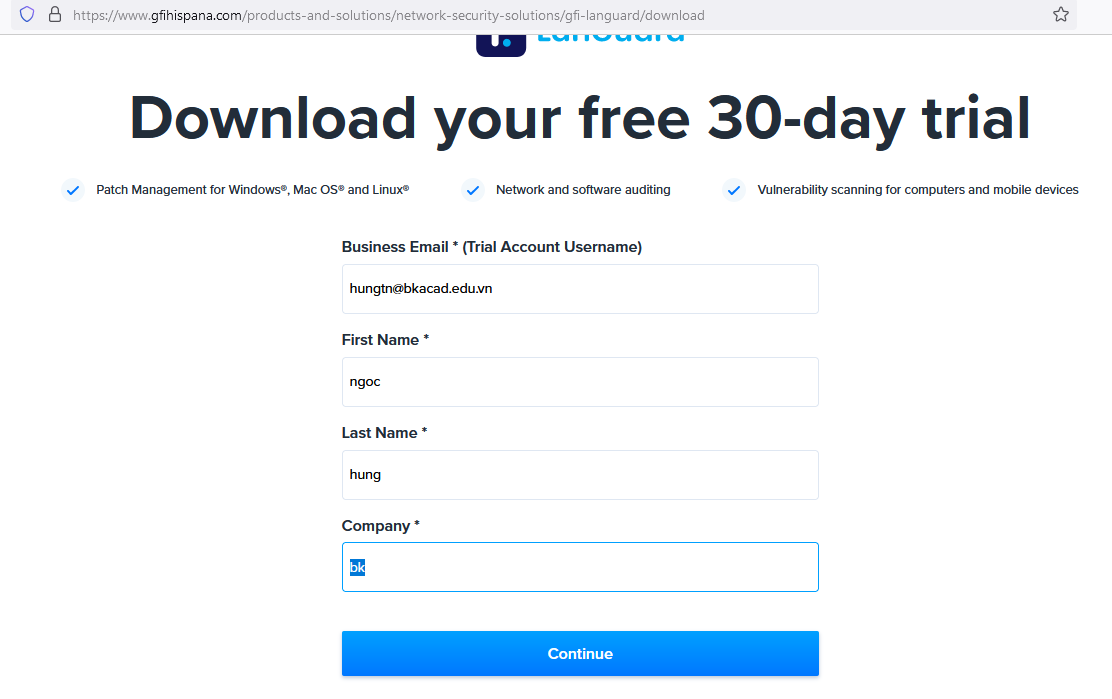 https://www.gfihispana.com/products-and-solutions/network-security-solutions/gfi-languard/download
LanGuard
Download your free 30-day trial
Patch Management for Windows®, Mac OS® and Linux®
Network and software auditing
Vulnerability scanning for computers and mobile devices
Business Email * (Trial Account Username)
hungtn@bkacad.edu.vn
First Name *
ngoc
Last Name *
hung
Company *
bk
Continue